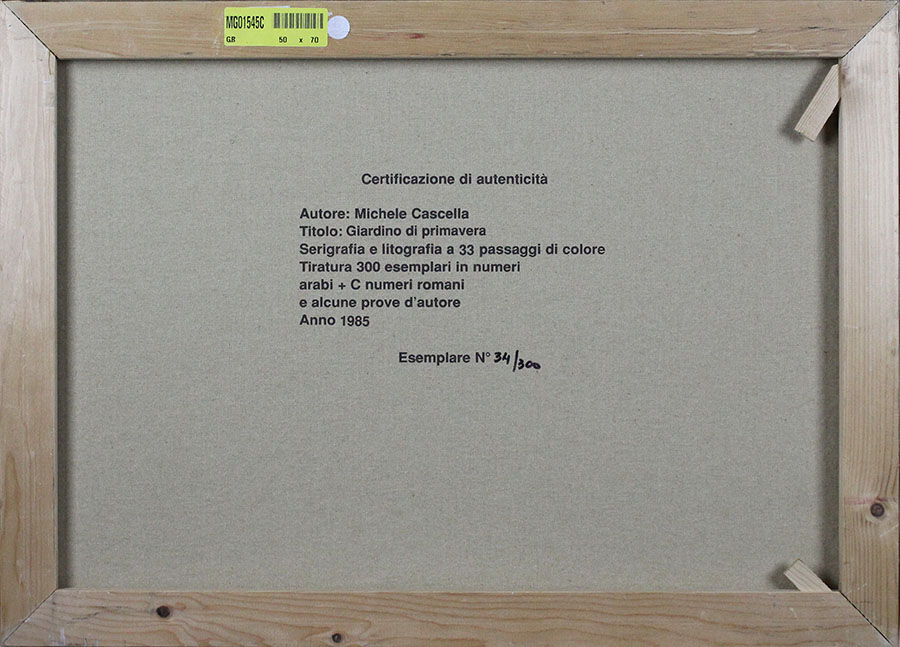 MG01545C
G.R 50 x 70
Certificazione di autenticità
Autore: Michele Cascella
Titolo: Giardino di primavera
Serigrafia e litografia a 33 passaggi di colore
Tiratura 300 esemplari in numeri
arabi + C numeri romani
e alcune prove d'autore
Anno 1985
Esemplare N° 34/300